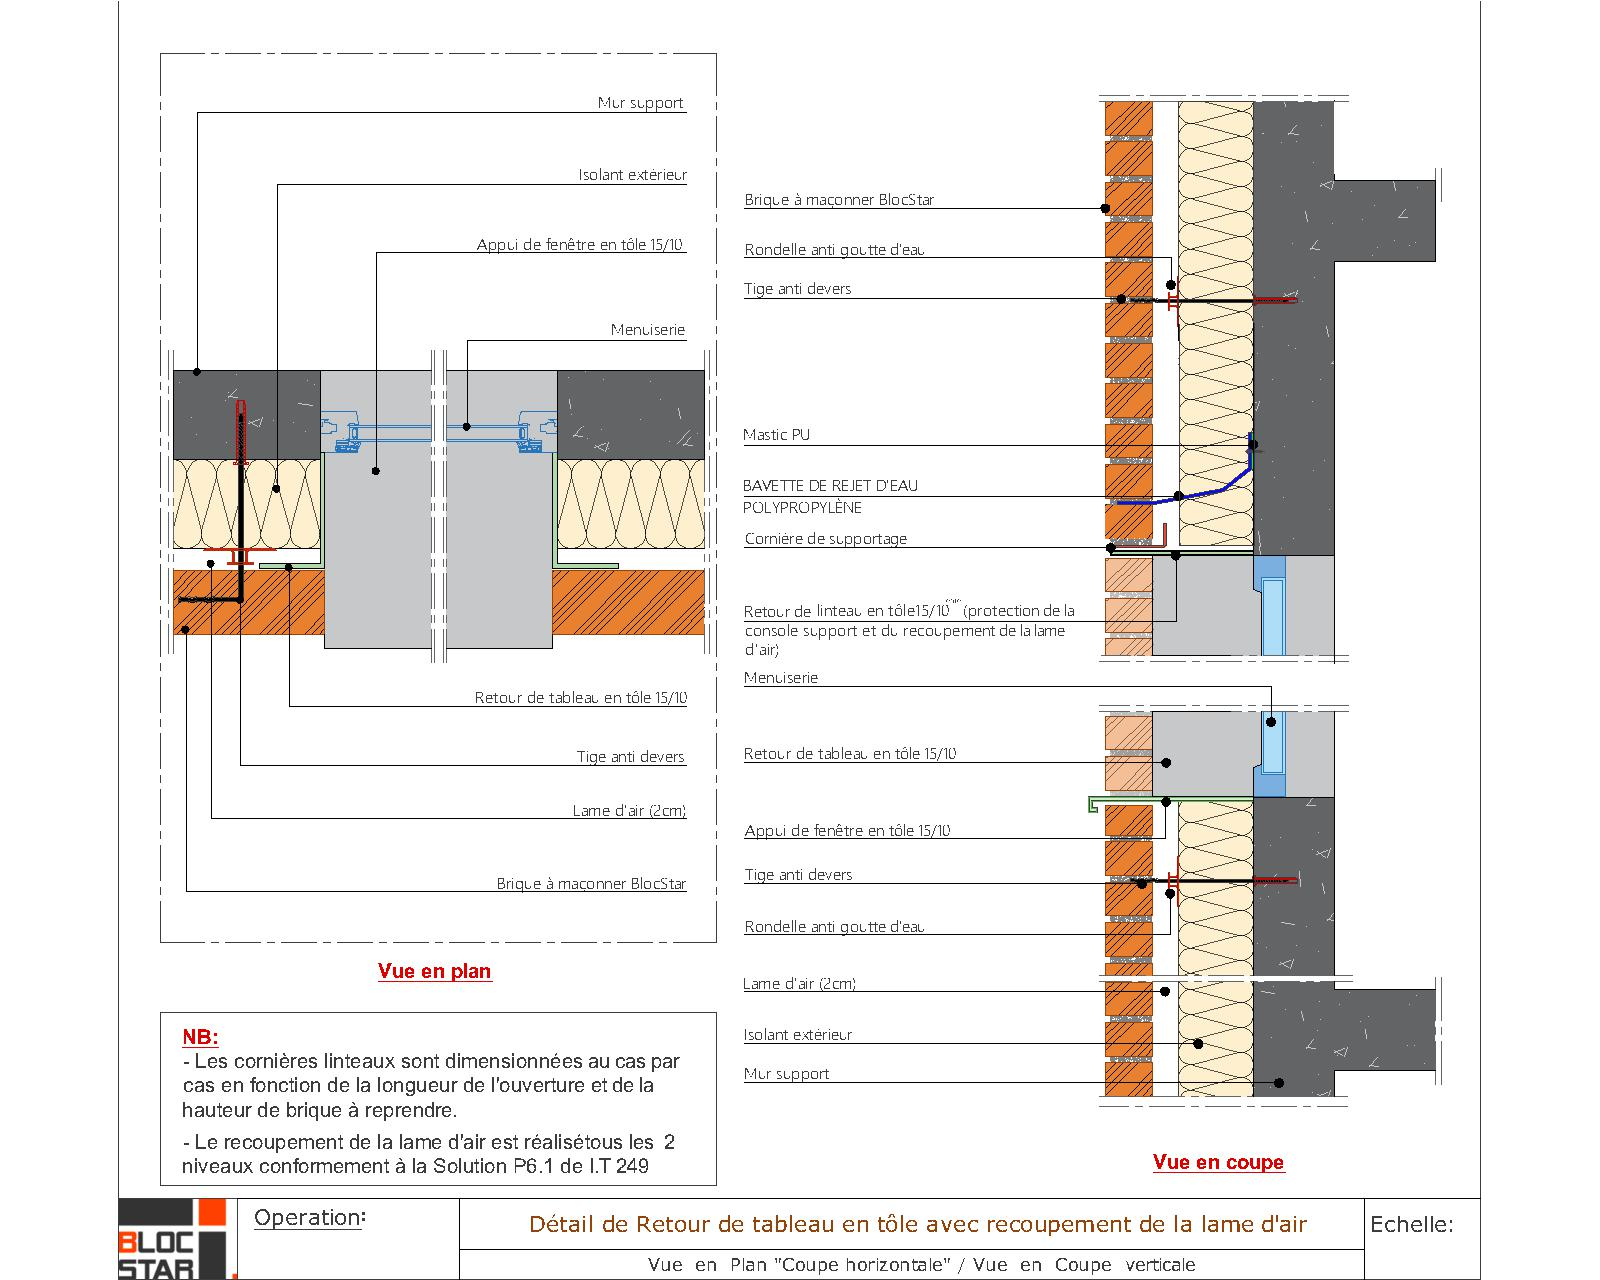 Mur support
Isolant extérieur
Appui de fenêtre en tôle 15/10
Menuiserie
Retour de tableau en tôle 15/10
Tige anti devers
Lame d'air (2cm)
Brique à maçonner BlocStar
Vue en plan
NB:
- Les cornières linteaux sont dimensionnées au cas par
cas en fonction de la longueur de l'ouverture et de la
hauteur de brique à reprendre.
- Le recoupement de la lame d'air est réalisétous les 2
niveaux conformement à la Solution P6.1 de I.T 249
Brique à maçonner BlocStar
Rondelle anti goutte d'eau
Tige anti devers
Mastic PU
BAVETTE DE REJET D'EAU
POLYPROPYLÈNE
Cornière de supportage
Retour de linteau en tôle15/10 (protection de la
console support et du recoupement de la lame
d'air)
Menuiserie
Retour de tableau en tôle 15/10
Appui de fenêtre en tôle 15/10
Tige anti devers
Rondelle anti goutte d'eau
Lame d'air (2cm)
Isolant extérieur
Mur support
Vue en coupe
BLOC
STAR
Operation:
Détail de Retour de tableau en tôle avec recoupement de la lame d'air
Vue en Plan "Coupe horizontale" / Vue en Coupe verticale
Echelle: